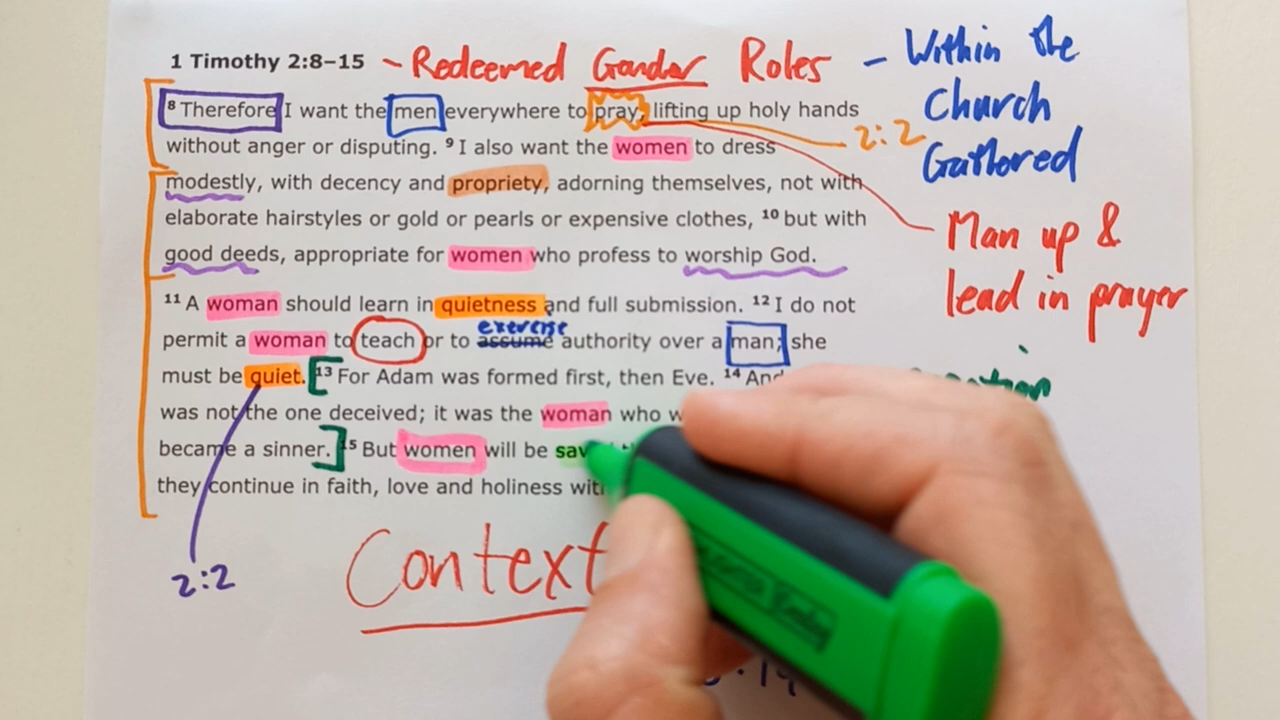 1 Timothy 2:8–15 ~ Redeemed Gender Roles – Within the
Church
Gathered
8 Therefore I want the men everywhere to pray, lifting up holy hands
without anger or disputing. 9 I also want the women to dress
2:2
modestly, with decency and propriety, adorning themselves, not with
elaborate hairstyles or gold or pearls or expensive clothes, 10 but with
good deeds, appropriate for women who profess to worship God.
Man up &
lead in prayer
11 A woman should learn in quietness and full submission. 12 I do not
exercise
permit a woman to teach or to assume authority over a man; she
must be quiet. 13 For Adam was formed first, then Eve. 14 And
was not the one deceived; it was the woman who
became a sinner. 15 But women will be
they continue in faith, love and holiness
Context
2:2